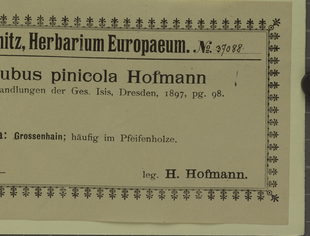 nitz, Herbarium Europaeum. No. 37088
ubus pinicola Hofmann
andlungen der Ges. Isis, Dresden, 1897, pg. 98.
a: Grossenhain; häufig im Pfeifenholze.
leg. H. Hofmann.